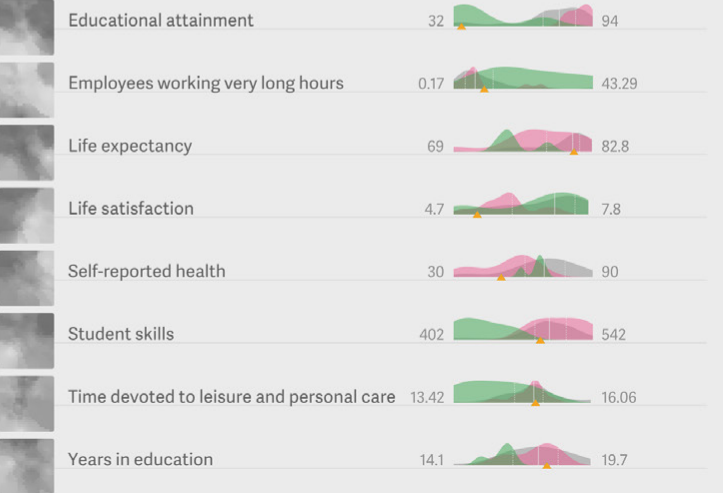 Educational attainment 32 94
Employees working very long hours 0.17 43.29
Life expectancy 69 82.8
Life satisfaction 4.7 7.8
Self-reported health 30 90
Student skills 402 542
Time devoted to leisure and personal care 13.42 16.06
Years in education 14.1 19.7